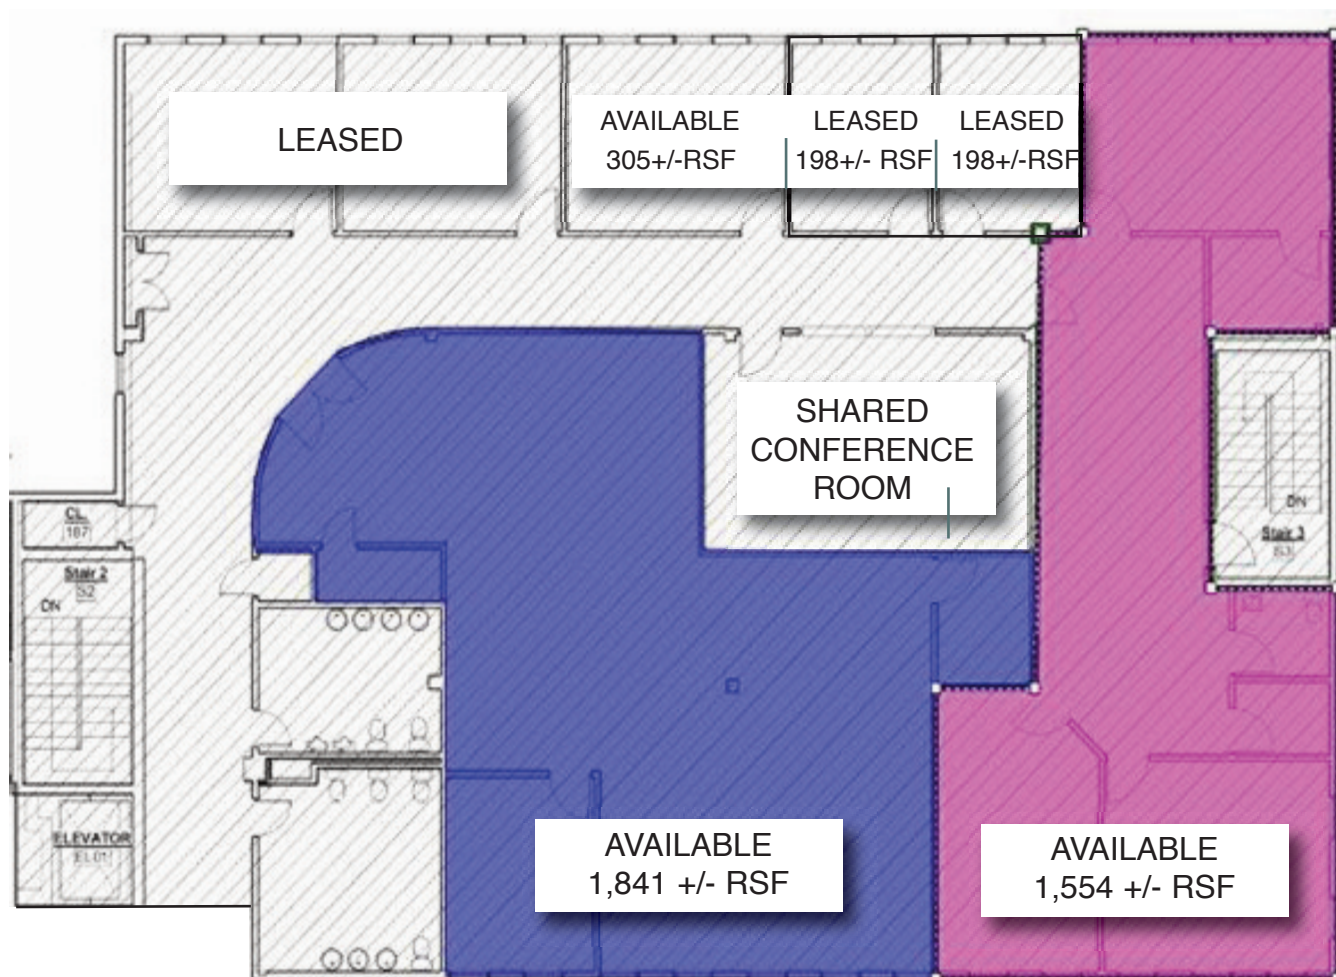 LEASED
AVAILABLE
305+/-RSF
LEASED
198+/- RSF
LEASED
198+/-RSF
SHARED
CONFERENCE
ROOM
CL.
187
Stair 2
S2
DN
DN
Stair 3
S3
ELEVATOR
EL01
AVAILABLE
1,841 +/- RSF
AVAILABLE
1,554 +/- RSF